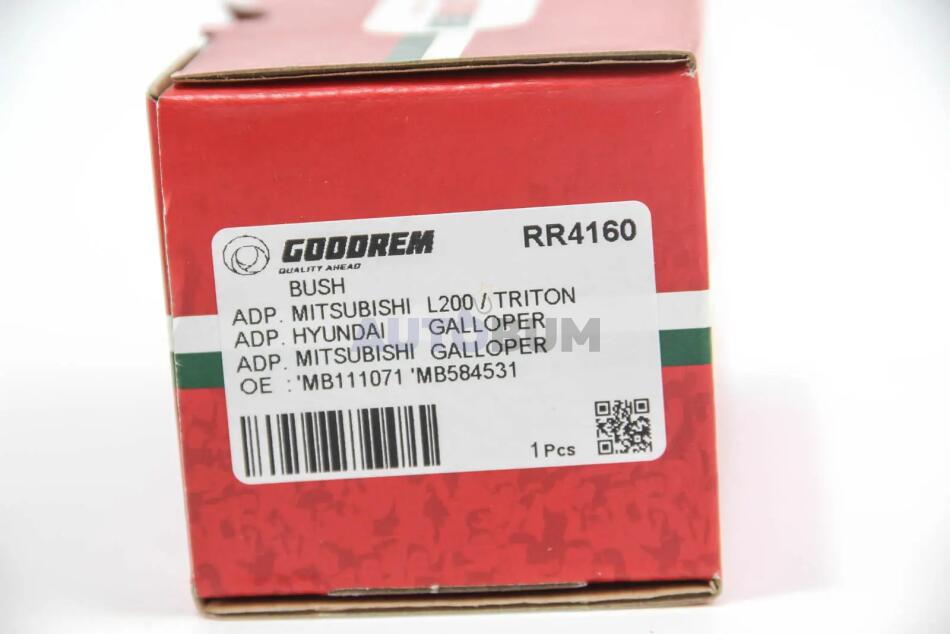 GOODREM
RR4160
QUALITY AHEAD
BUSH
ADP. MITSUBISHI L200 / TRITON
ADP. HYUNDAI GALLOPER
ADP. MITSUBISHI GALLOPER
AUTOBUM
OE : 'MB111071 'MB584531
1 Pcs